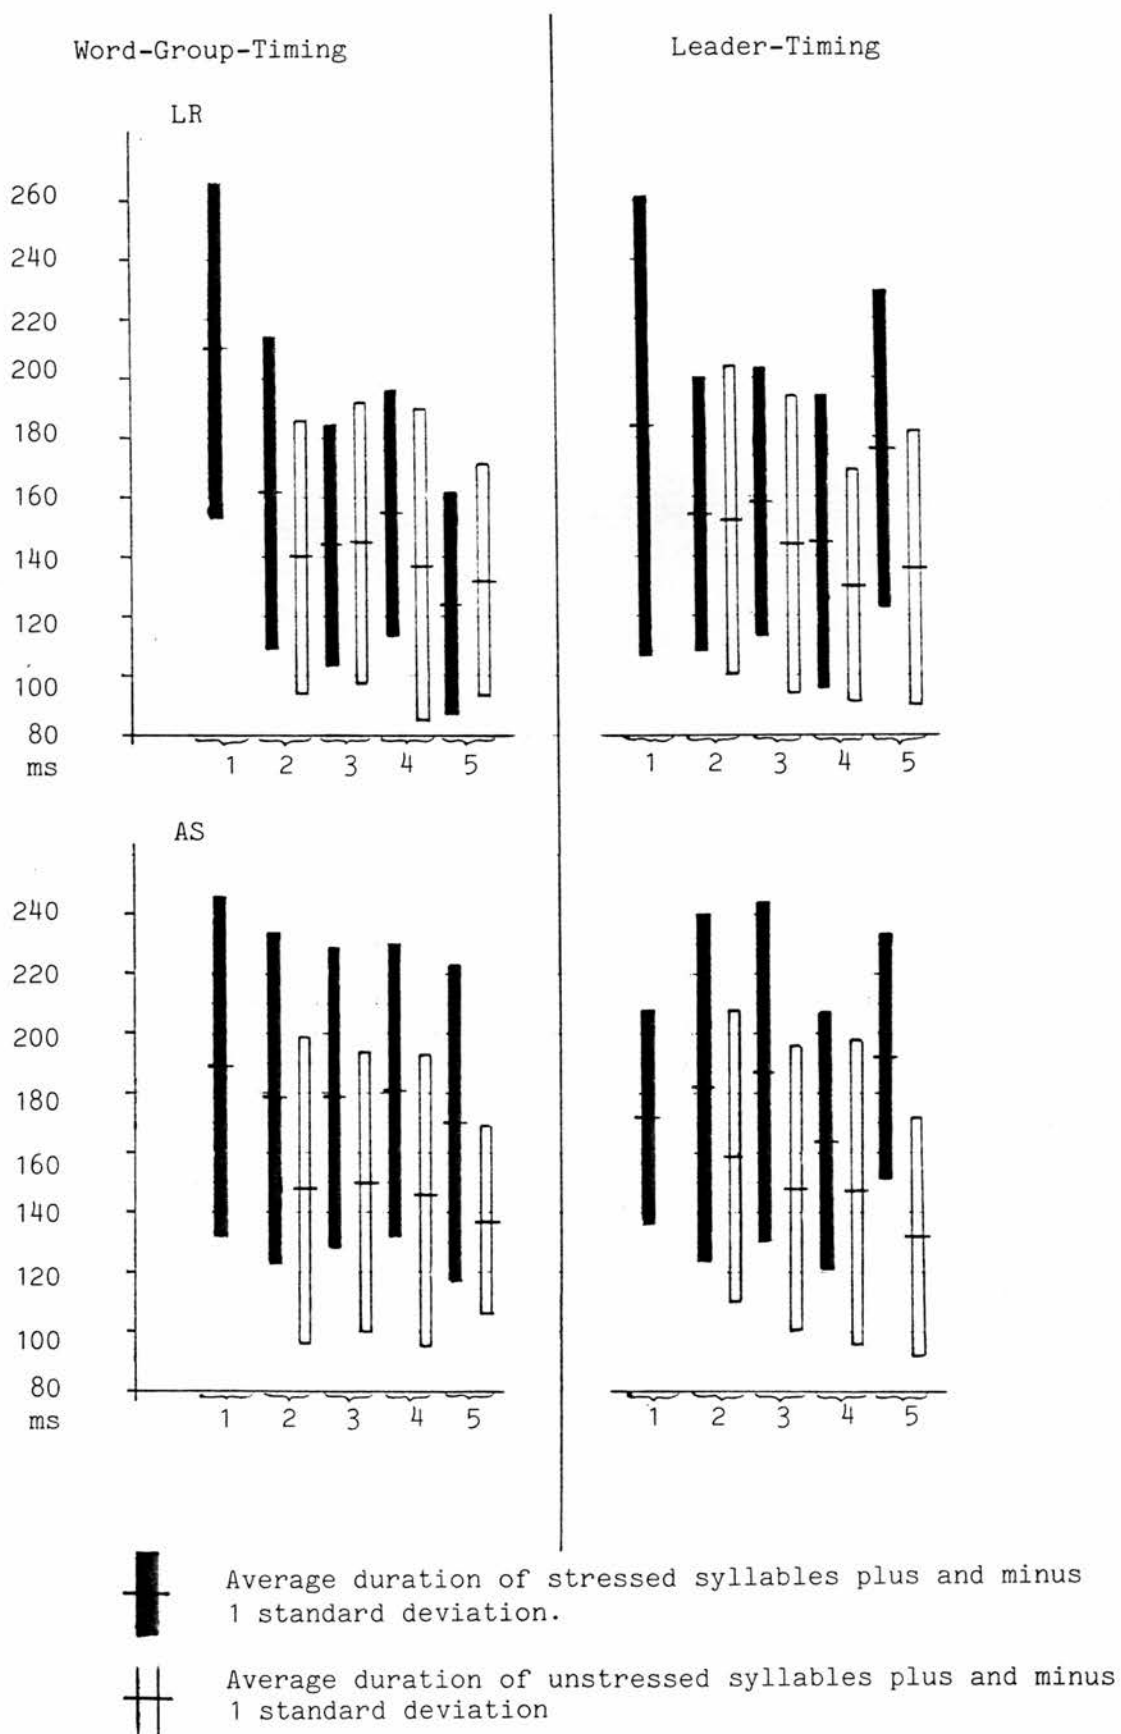 Word-Group-Timing
Leader-Timing
LR
260
240
220
200
180
160
140
120
100
80
ms
1 2 3 4 5
1 2 3 4 5
AS
240
220
200
180
160
140
120
100
80
ms
1 2 3 4 5
1 2 3 4 5
Average duration of stressed syllables plus and minus
1 standard deviation.
Average duration of unstressed syllables plus and minus
1 standard deviation